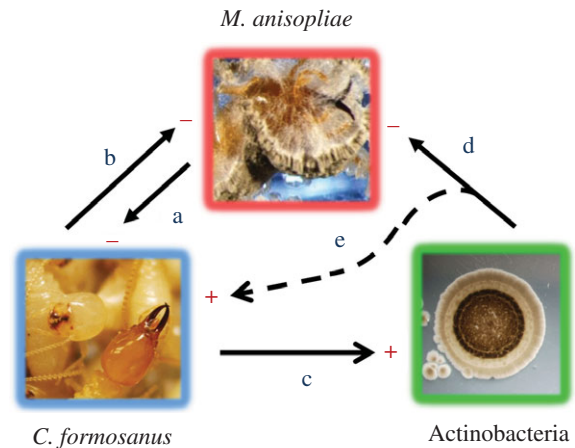 M. anisopliae
–
–
b
d
a
–
e
+
+
c
C. formosanus
Actinobacteria